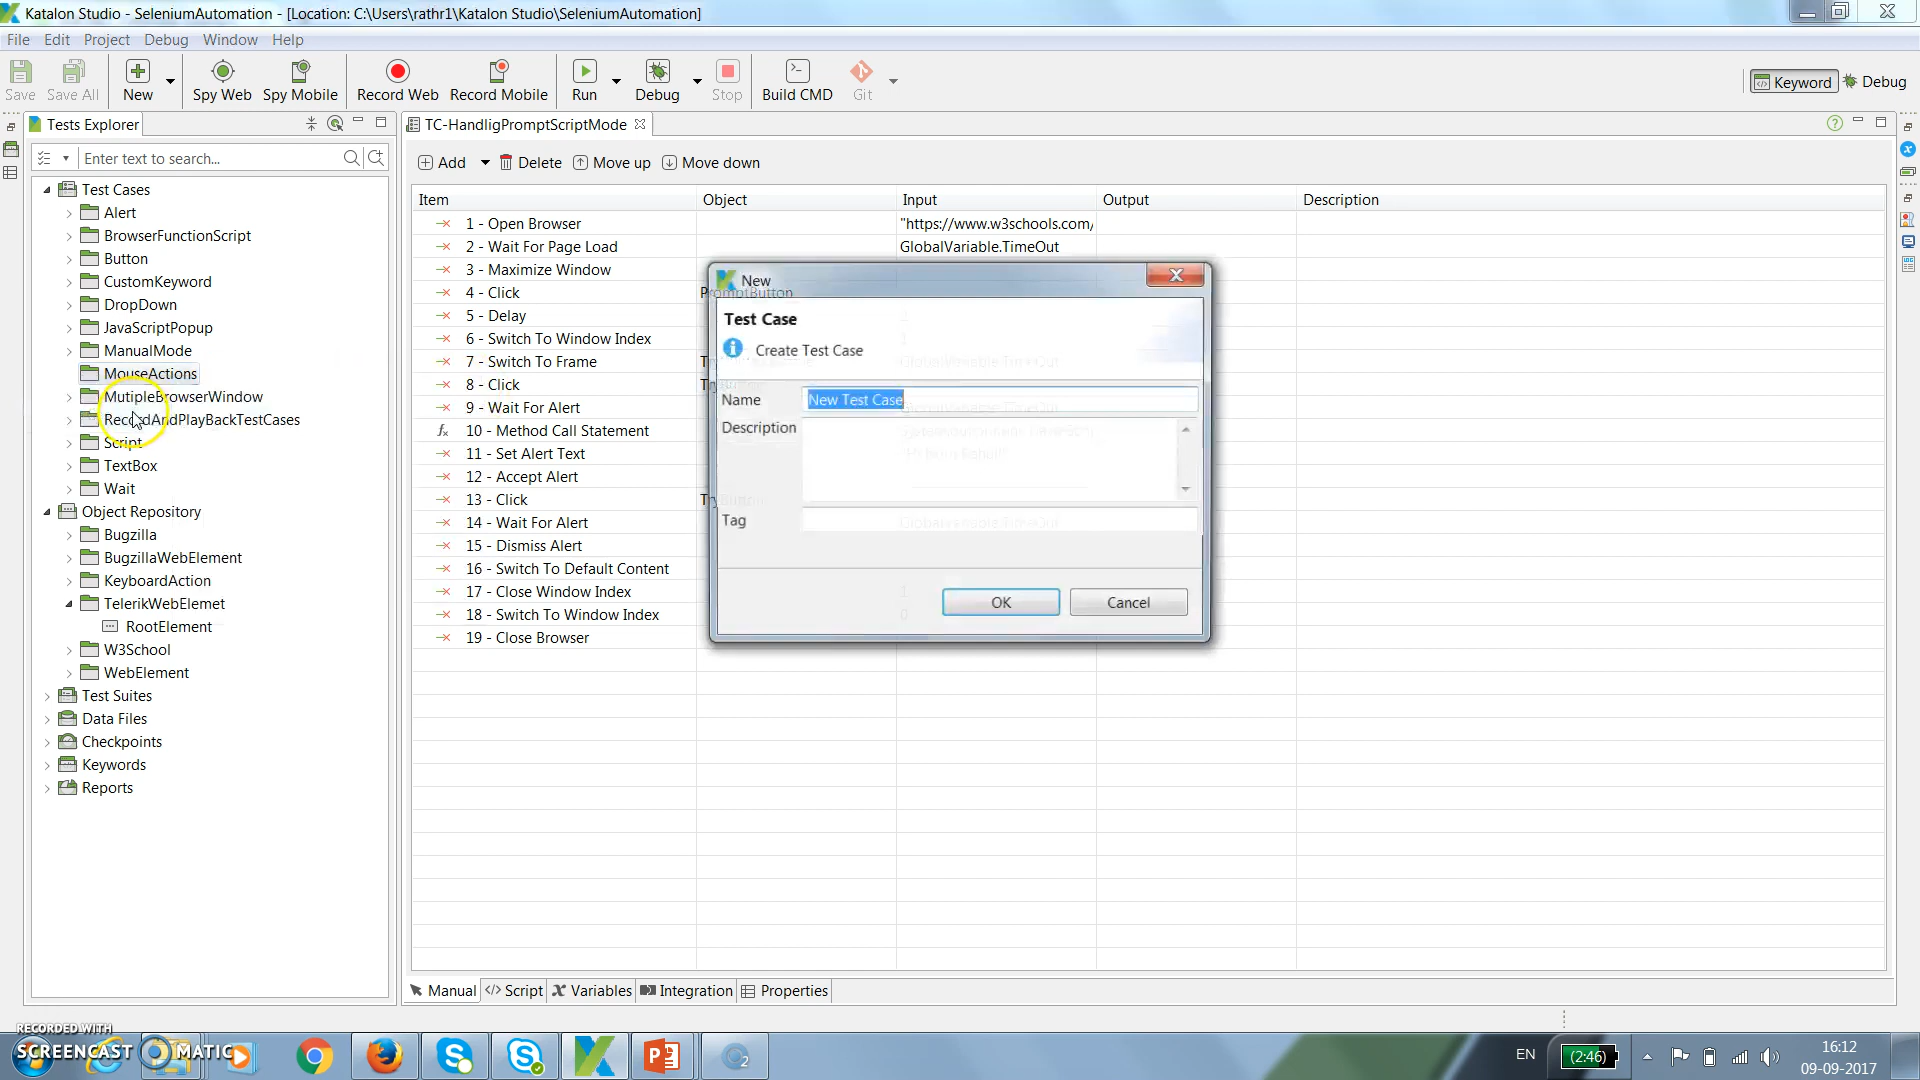 Katalon Studio - SeleniumAutomation - [Location: C:\Users\rathr1\Katalon Studio\SeleniumAutomation]
File Edit Project Debug Window Help
Save Save All New Spy Web Spy Mobile Record Web Record Mobile Run Debug Stop Build CMD Git Keyword Debug
Tests Explorer
TC-HandligPromptScriptMode
Enter text to search...
Add Delete Move up Move down
Item Object Input Output Description
Test Cases
Alert
BrowserFunctionScript
Button
CustomKeyword
DropDown
JavaScriptPopup
ManualMode
MouseActions
MutipleBrowserWindow
RecordAndPlayBackTestCases
Script
TextBox
Wait
Object Repository
Bugzilla
BugzillaWebElement
KeyboardAction
TelerikWebElemet
RootElement
W3School
WebElement
Test Suites
Data Files
Checkpoints
Keywords
Reports
1 - Open Browser "https://www.w3schools.com/
2 - Wait For Page Load GlobalVariable.TimeOut
3 - Maximize Window
4 - Click PromptButton
5 - Delay
6 - Switch To Window Index
7 - Switch To Frame
8 - Click
9 - Wait For Alert
10 - Method Call Statement
11 - Set Alert Text
12 - Accept Alert
13 - Click
14 - Wait For Alert
15 - Dismiss Alert
16 - Switch To Default Content
17 - Close Window Index 1
18 - Switch To Window Index 0
19 - Close Browser
New
Test Case
Create Test Case
Name New Test Case
Description
Tag
OK Cancel
Manual Script Variables Integration Properties
RECORDED WITH
SCREENCAST MATIC
EN
(2:46)
16:12
09-09-2017